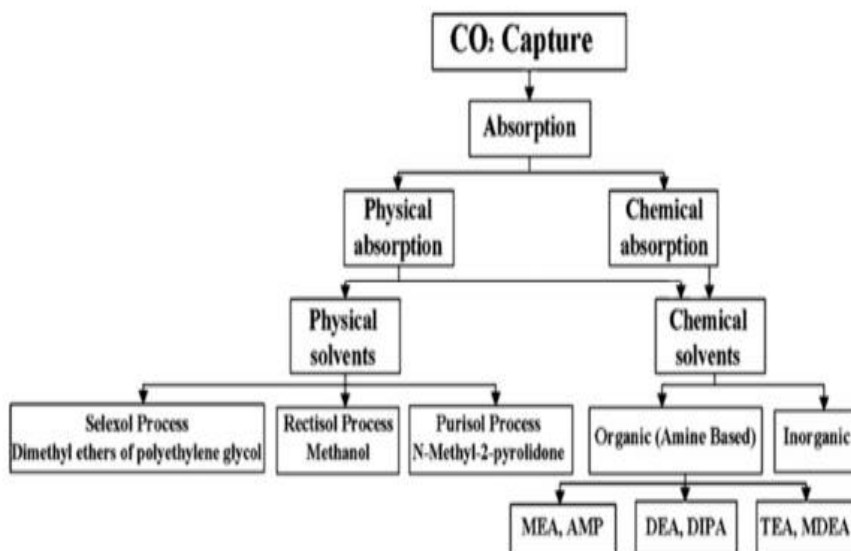 CO₂ Capture
Absorption
Physical
absorption
Chemical
absorption
Physical
solvents
Chemical
solvents
Selexol Process
Dimethyl ethers of polyethylene glycol
Rectisol Process
Methanol
Purisol Process
N-Methyl-2-pyrolidone
Organic (Amine Based)
Inorganic
MEA, AMP
DEA, DIPA
TEA, MDEA